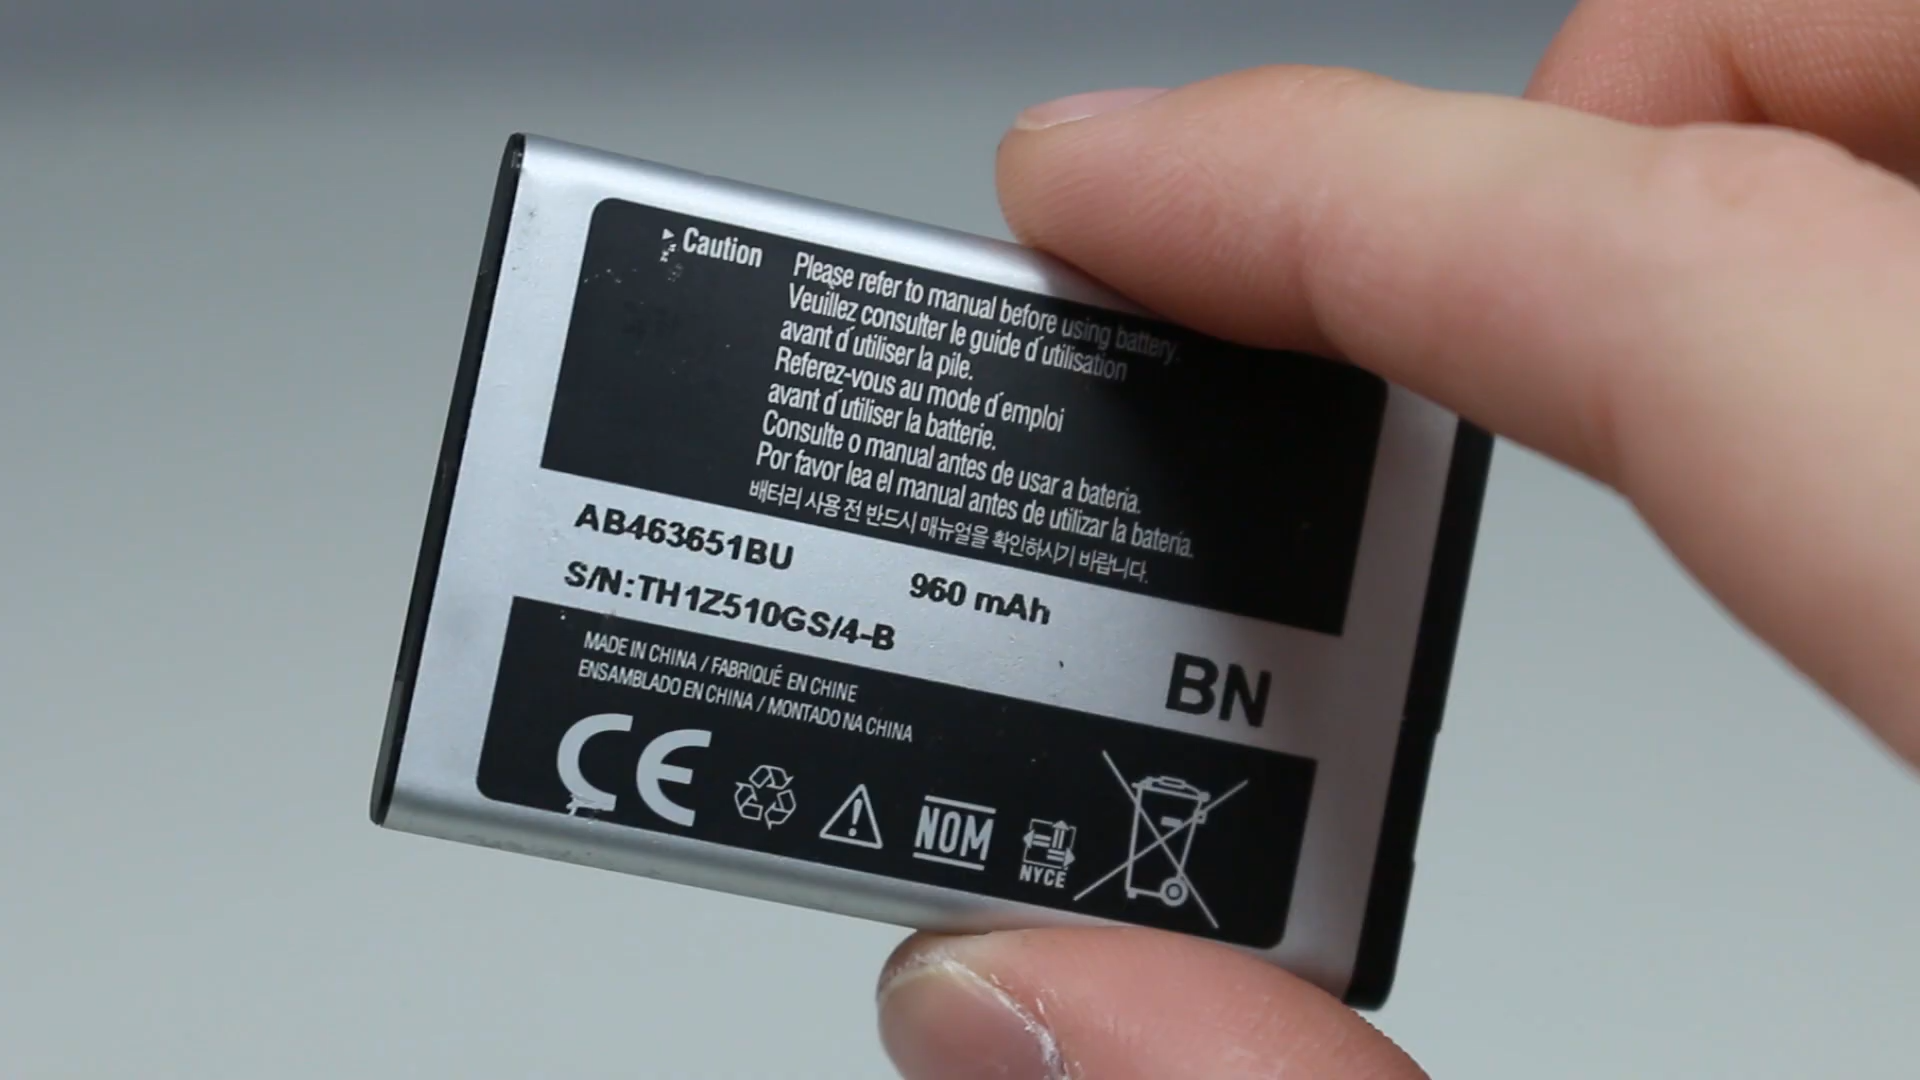 Caution
Please refer to manual before using battery.
Veuillez consulter le guide d'utilisation
avant d'utiliser la pile.
Referez-vous au mode d'emploi
avant d'utiliser la batterie.
Consulte o manual antes de usar a bateria.
Por favor lea el manual antes de utilizar la batería.
배터리 사용 전 반드시 매뉴얼을 확인하시기 바랍니다.
AB463651BU
960 mAh
S/N:TH1Z510GS/4-B
BN
MADE IN CHINA / FABRIQUÉ EN CHINE
ENSAMBLADO EN CHINA / MONTADO NA CHINA
CE
NOM
NYCE